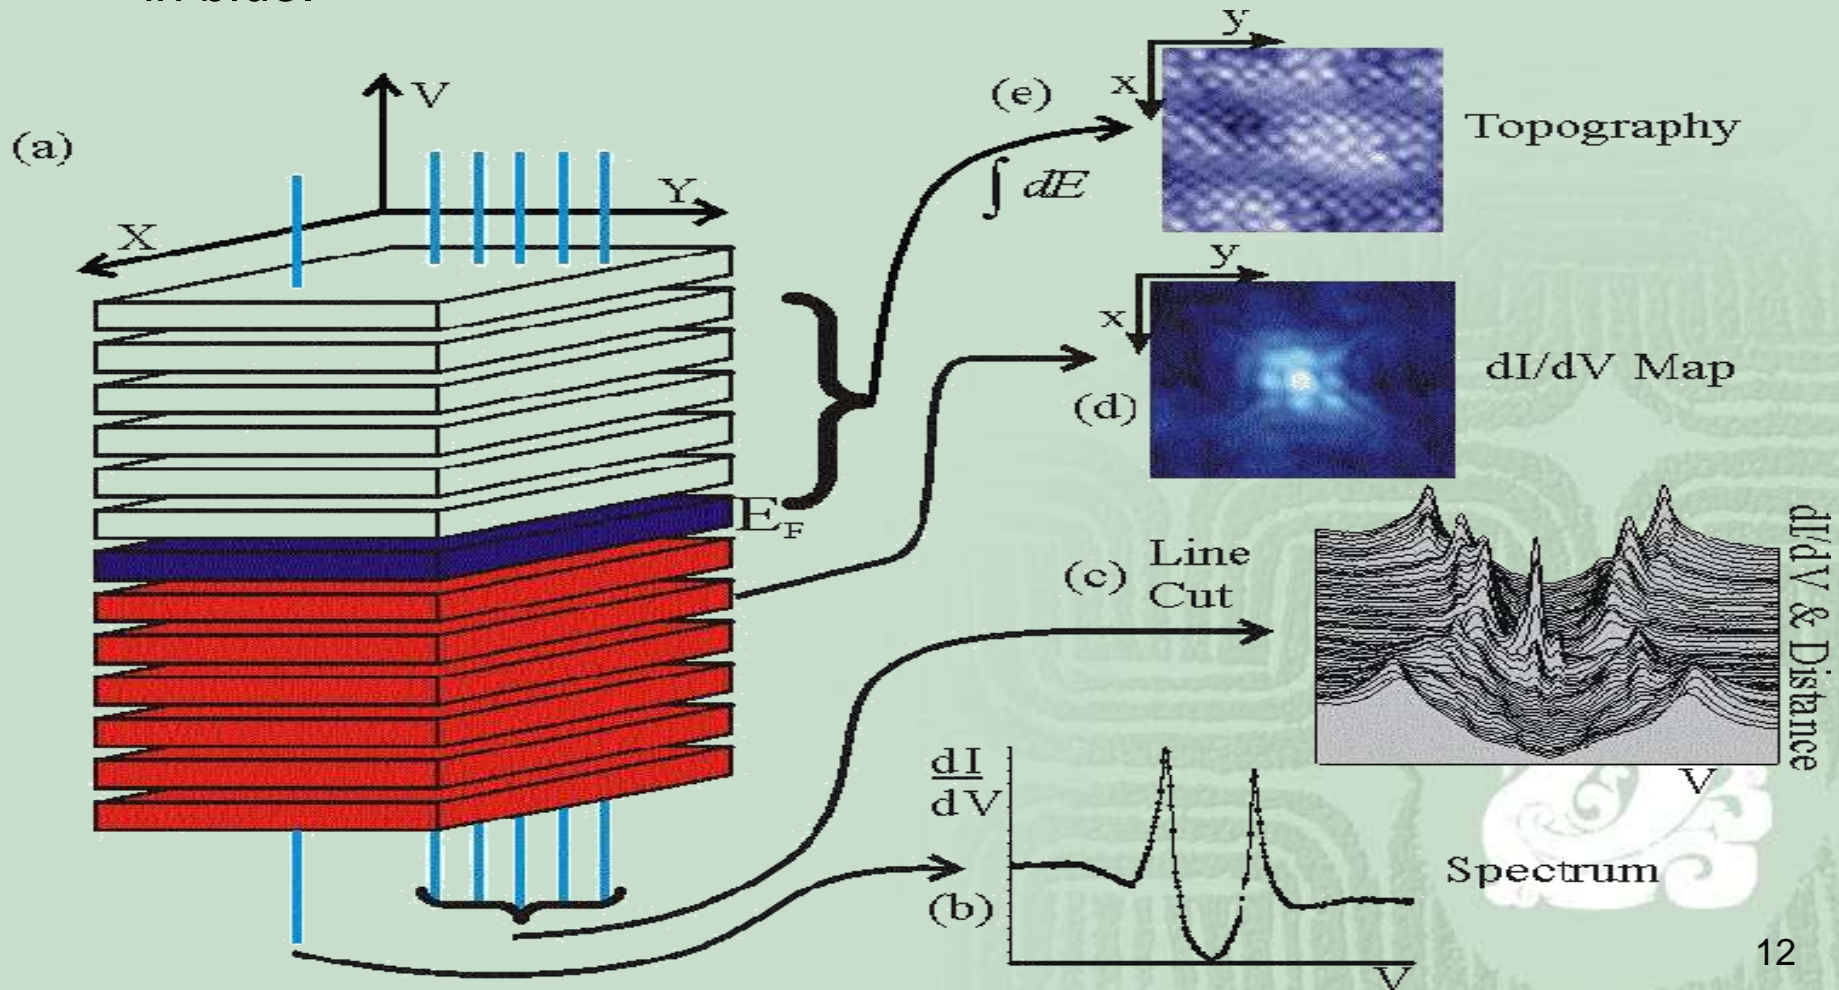 (a)
V
X
Y
E_F
(e)
∫ dE
y
x
Topography
y
x
(d)
dI/dV Map
(c)
Line
Cut
dI/dV & Distance
V
dI
dV
(b)
Spectrum
V
12